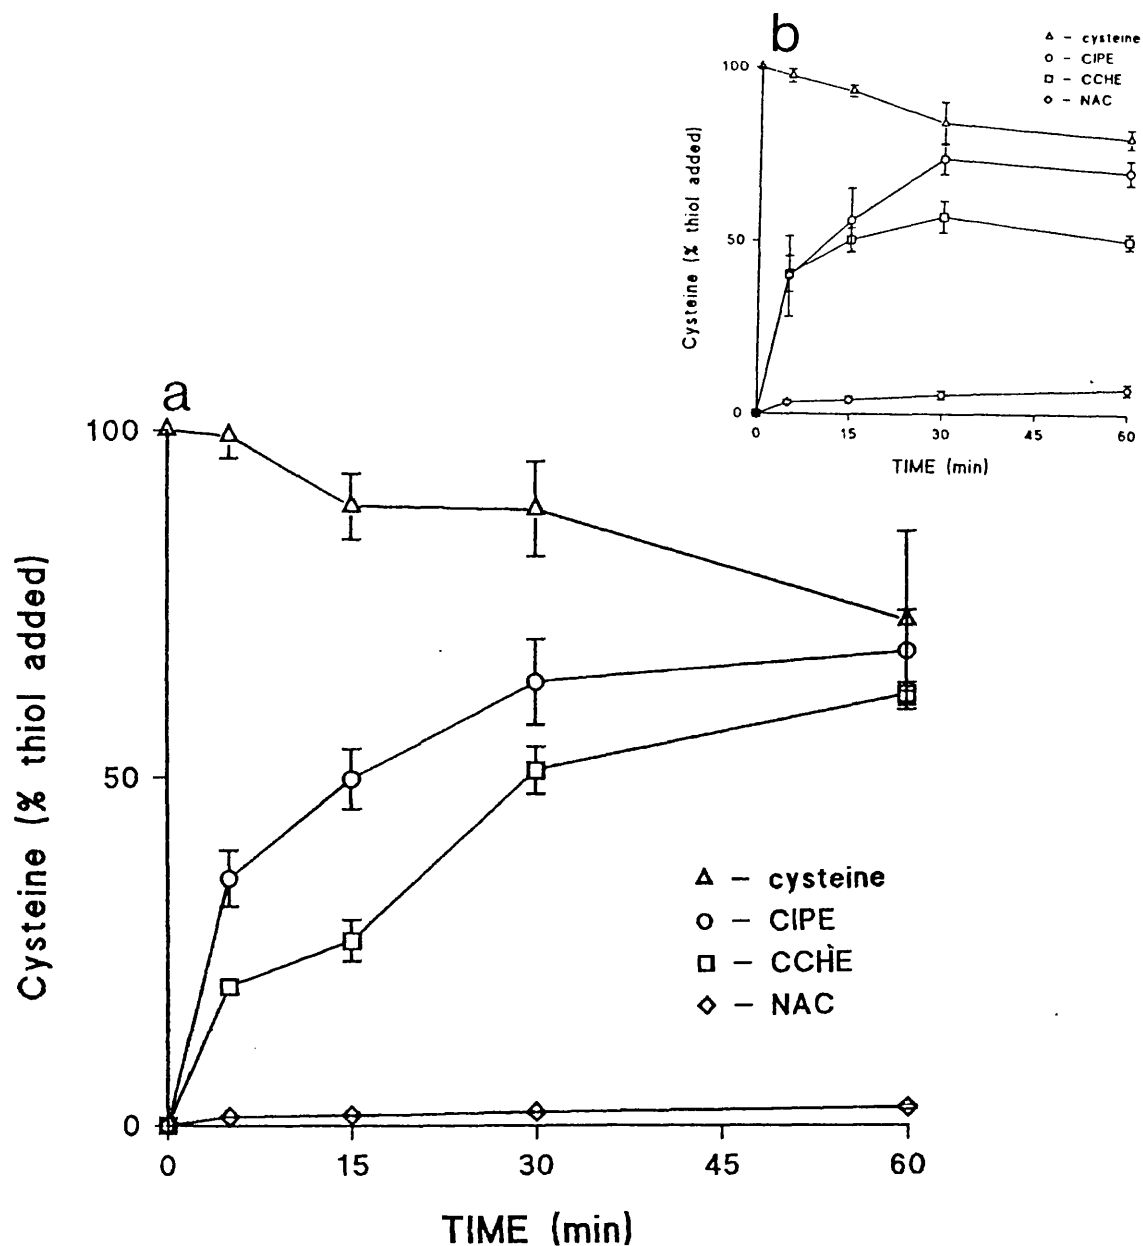 b
△ – cysteine
○ – CIPE
□ – CCHE
◇ – NAC
100
50
0
Cysteine (% thiol added)
0 15 30 45 60
TIME (min)
a
100
50
0
Cysteine (% thiol added)
△ – cysteine
○ – CIPE
□ – CCHE
◇ – NAC
0 15 30 45 60
TIME (min)